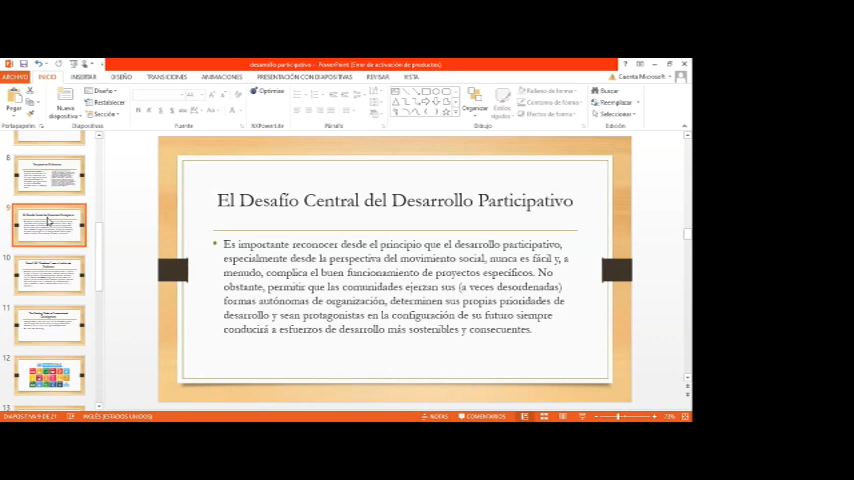 desarrollo participativo - PowerPoint (Error de activación de productos)
ARCHIVO INICIO INSERTAR DISEÑO TRANSICIONES ANIMACIONES PRESENTACIÓN CON DIAPOSITIVAS REVISAR VISTA Cuenta Microsoft
Pegar
Nueva
diapositiva
Diseño
Restablecer
Sección
Optimize
Organizar
Estilos
rápidos
Relleno de forma
Contorno de forma
Efectos de forma
Buscar
Reemplazar
Seleccionar
Portapapeles Diapositivas Fuente NXPowerLite Párrafo Dibujo Edición
8
9
10
11
12
13
El Desafío Central del Desarrollo Participativo
• Es importante reconocer desde el principio que el desarrollo participativo,
especialmente desde la perspectiva del movimiento social, nunca es fácil y, a
menudo, complica el buen funcionamiento de proyectos específicos. No
obstante, permitir que las comunidades ejerzan sus (a veces desordenadas)
formas autónomas de organización, determinen sus propias prioridades de
desarrollo y sean protagonistas en la configuración de su futuro siempre
conducirá a esfuerzos de desarrollo más sostenibles y consecuentes.
DIAPOSITIVA 9 DE 21 INGLÉS (ESTADOS UNIDOS) NOTAS COMENTARIOS 73%